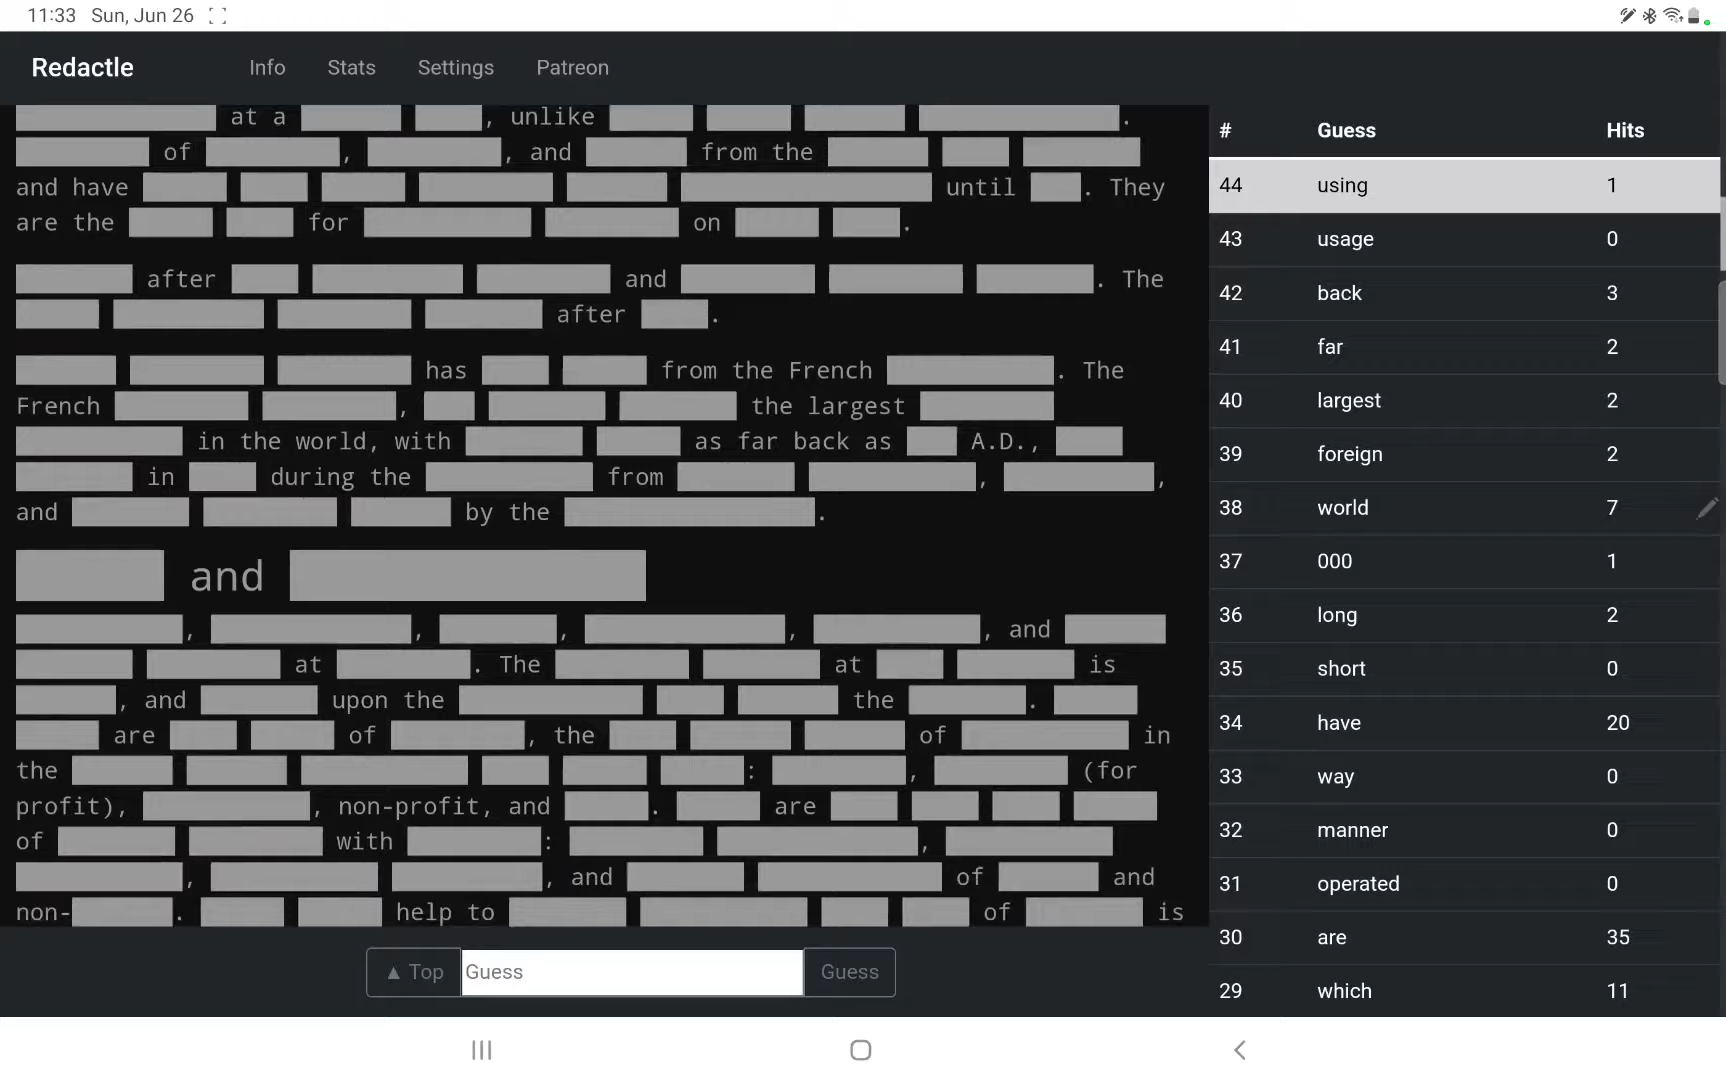 11:33 Sun, Jun 26
Redactle Info Stats Settings Patreon
at a , unlike .
of , , and from the
and have until . They
are the for on .
after and . The
after .
has from the French . The
French , the largest
in the world, with as far back as A.D.,
in during the from , ,
and by the .
and
, , , , , and
at . The at is
, and upon the the .
are of , the of in
the : , (for
profit), , non-profit, and . are
of with : ,
, , and of and
non- . help to of is
# Guess Hits
44 using 1
43 usage 0
42 back 3
41 far 2
40 largest 2
39 foreign 2
38 world 7
37 000 1
36 long 2
35 short 0
34 have 20
33 way 0
32 manner 0
31 operated 0
30 are 35
29 which 11
▲ Top Guess Guess